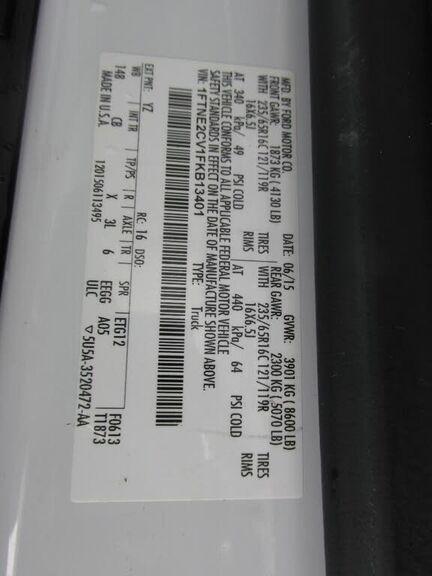 MFD BY FORD MOTOR CO.
DATE: 06/15 GVWR: 3901 KG ( 8600 LB)
FRONT GAWR: 1873 KG ( 4130 LB) REAR GAWR: 2300 KG ( 5070 LB)
WITH 235/65R16C 121/119R TIRES WITH 235/65R16C 121/119R TIRES
16X6.5J RIMS 16X6.5J RIMS
AT 340 kPa/ 49 PSI COLD AT 440 kPa/ 64 PSI COLD
THIS VEHICLE CONFORMS TO ALL APPLICABLE FEDERAL MOTOR VEHICLE
SAFETY STANDARDS IN EFFECT ON THE DATE OF MANUFACTURE SHOWN ABOVE.
VIN: 1FTNE2CV1FKB13401 TYPE: Truck
EXT PNT: YZ RC: 16 DSO:
WB INT TR TP/PS R AXLE TR SPR ETG12 F0613
148 CB X 3L 6 EEGG A05 T1873
MADE IN U.S.A. 1201506113495 ULC ▽5U5A-3520472-AA